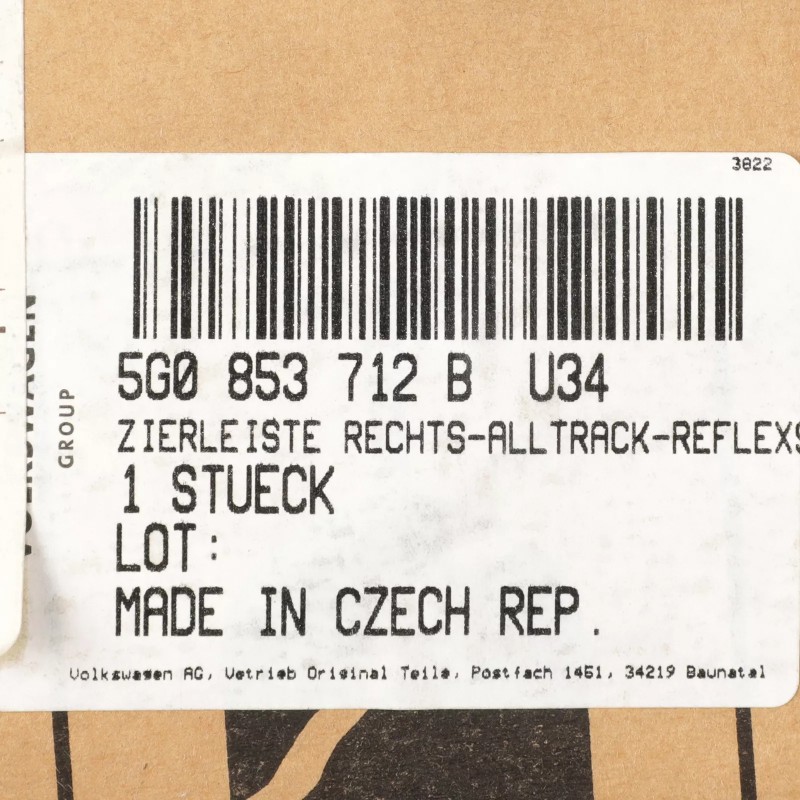 3822
5G0 853 712 B U34
ZIERLEISTE RECHTS-ALLTRACK-REFLEXS
1 STUECK
LOT:
MADE IN CZECH REP.
Volkswagen AG, Vetrieb Original Teile, Postfach 1451, 34219 Baunatal
VOLKSWAGEN
GROUP